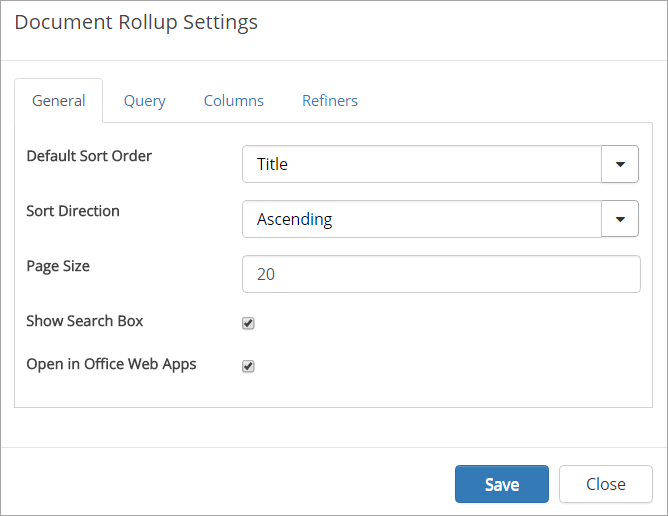 Document Rollup Settings
General Query Columns Refiners
Default Sort Order Title
Sort Direction Ascending
Page Size 20
Show Search Box
Open in Office Web Apps
Save Close